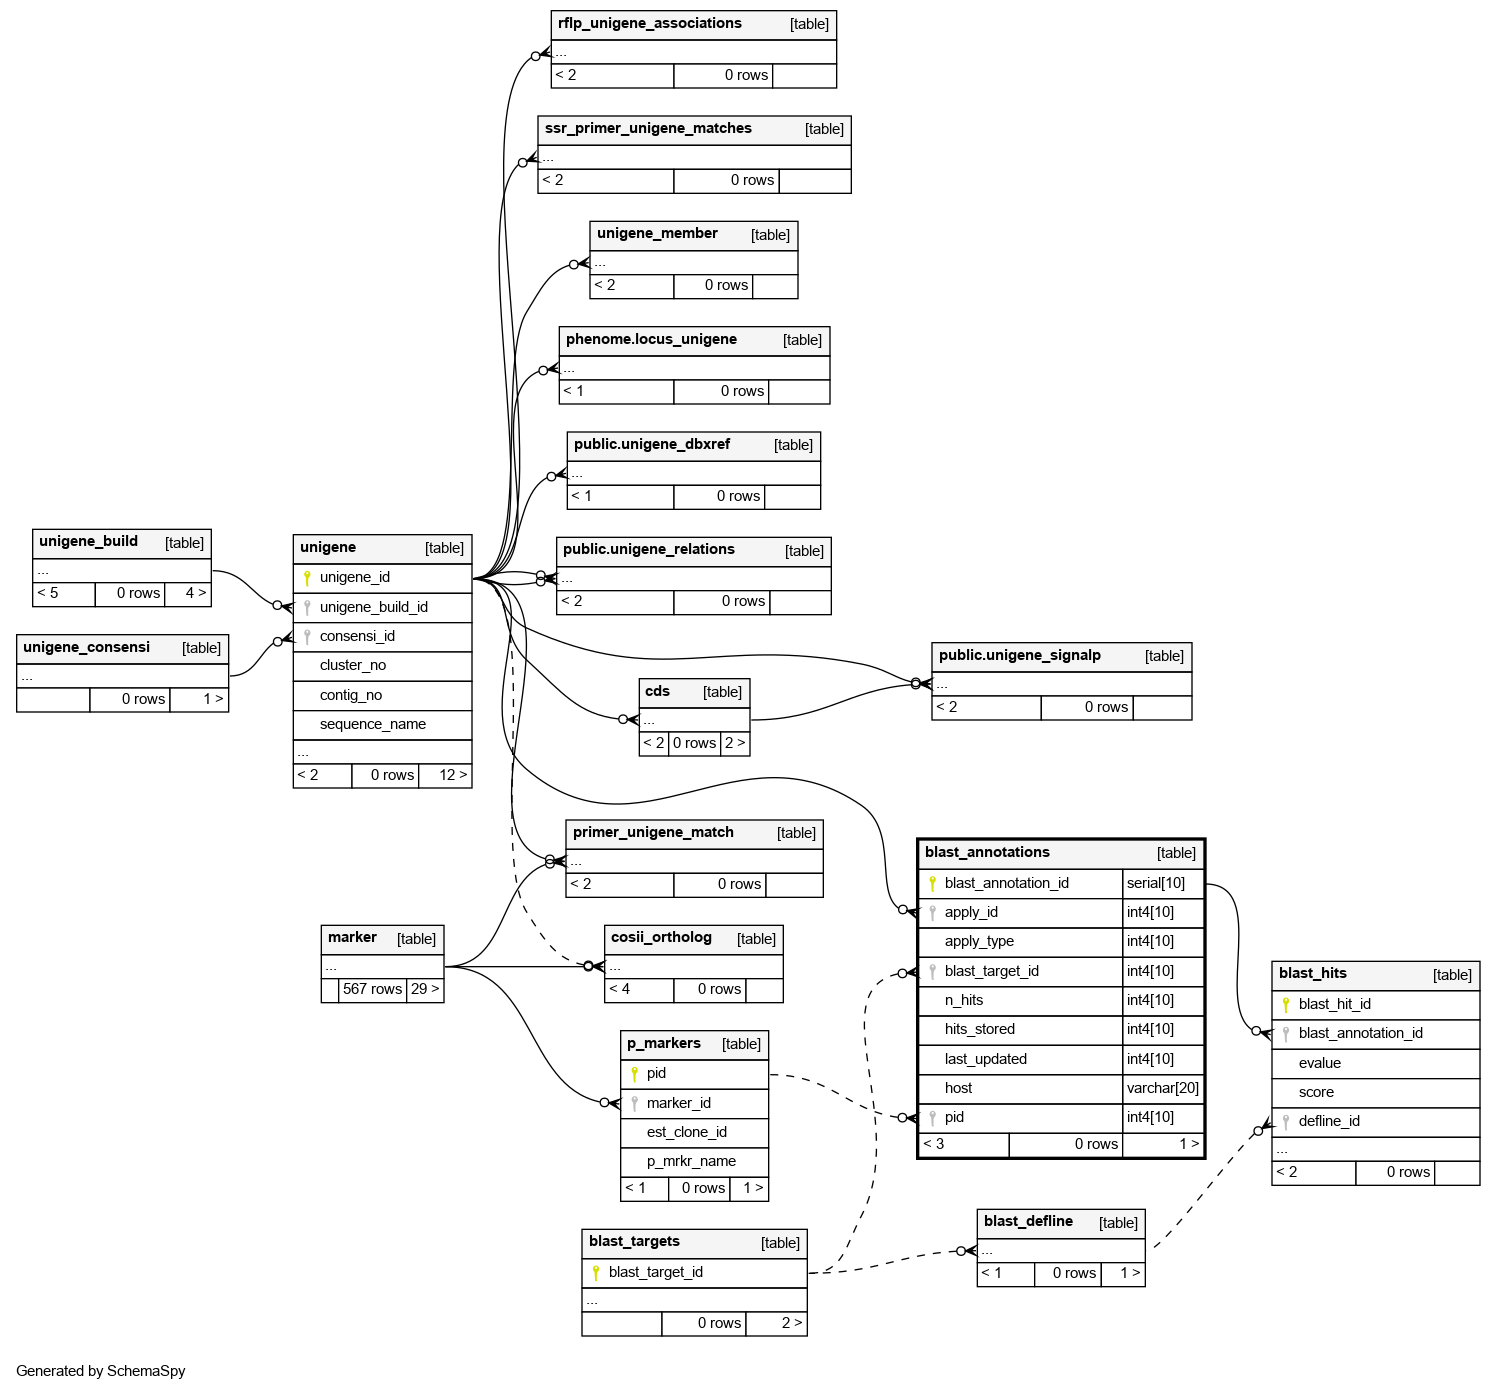 rflp_unigene_associations [table]
...
< 2 0 rows
ssr_primer_unigene_matches [table]
...
< 2 0 rows
unigene_member [table]
...
< 2 0 rows
phenome.locus_unigene [table]
...
< 1 0 rows
public.unigene_dbxref [table]
...
< 1 0 rows
public.unigene_relations [table]
...
< 2 0 rows
unigene_build [table]
...
< 5 0 rows 4 >
unigene_consensi [table]
...
0 rows 1 >
unigene [table]
unigene_id
unigene_build_id
consensi_id
cluster_no
contig_no
sequence_name
...
< 2 0 rows 12 >
public.unigene_signalp [table]
...
< 2 0 rows
cds [table]
...
< 2 0 rows 2 >
primer_unigene_match [table]
...
< 2 0 rows
marker [table]
...
567 rows 29 >
cosii_ortholog [table]
...
< 4 0 rows
p_markers [table]
pid
marker_id
est_clone_id
p_mrkr_name
< 1 0 rows 1 >
blast_annotations [table]
blast_annotation_id serial[10]
apply_id int4[10]
apply_type int4[10]
blast_target_id int4[10]
n_hits int4[10]
hits_stored int4[10]
last_updated int4[10]
host varchar[20]
pid int4[10]
< 3 0 rows 1 >
blast_hits [table]
blast_hit_id
blast_annotation_id
evalue
score
defline_id
...
< 2 0 rows
blast_targets [table]
blast_target_id
...
0 rows 2 >
blast_defline [table]
...
< 1 0 rows 1 >
Generated by SchemaSpy